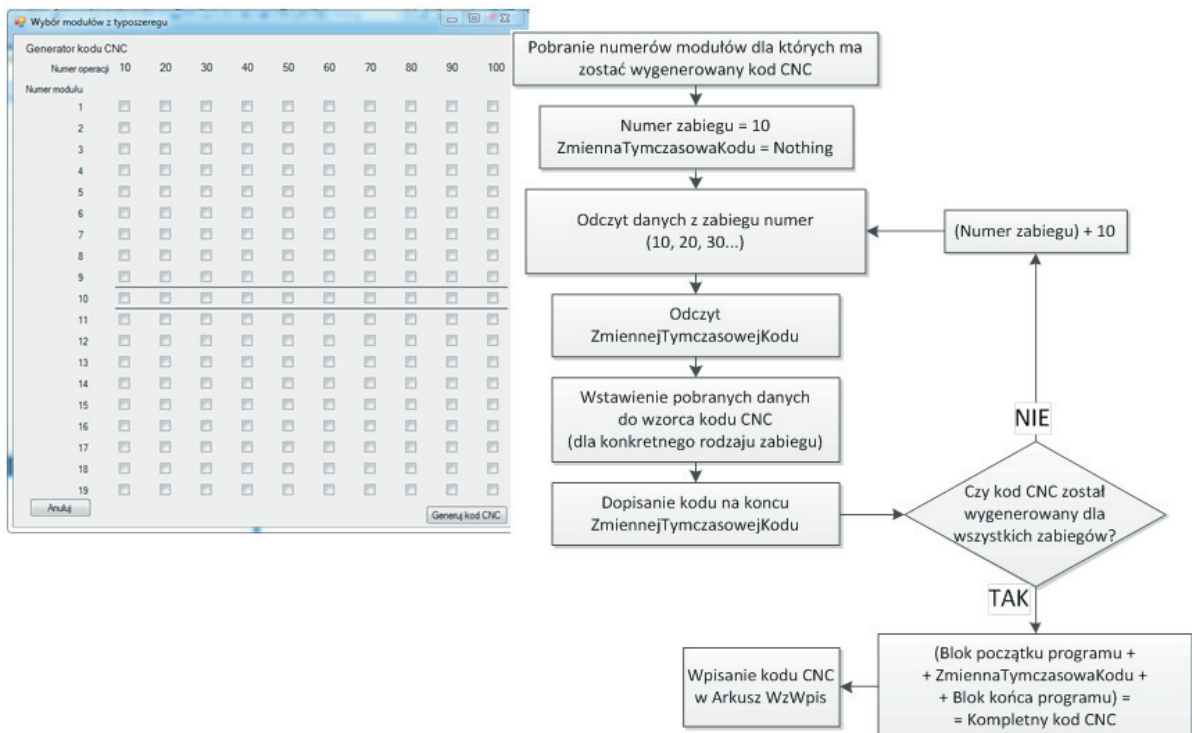 Wybór modułów z typoszeregu
Generator kodu CNC
Numer operacji 10 20 30 40 50 60 70 80 90 100
Numer modułu
1
2
3
4
5
6
7
8
9
10
11
12
13
14
15
16
17
18
19
Anuluj
Generuj kod CNC
Pobranie numerów modułów dla których ma
zostać wygenerowany kod CNC
Numer zabiegu = 10
ZmiennaTymczasowaKodu = Nothing
Odczyt danych z zabiegu numer
(10, 20, 30...)
(Numer zabiegu) + 10
Odczyt
ZmiennejTymczasowejKodu
Wstawienie pobranych danych
do wzorca kodu CNC
(dla konkretnego rodzaju zabiegu)
Dopisanie kodu na koncu
ZmiennejTymczasowejKodu
NIE
Czy kod CNC został
wygenerowany dla
wszystkich zabiegów?
TAK
(Blok początku programu +
+ ZmiennaTymczasowaKodu +
+ Blok końca programu) =
= Kompletny kod CNC
Wpisanie kodu CNC
w Arkusz WzWpis